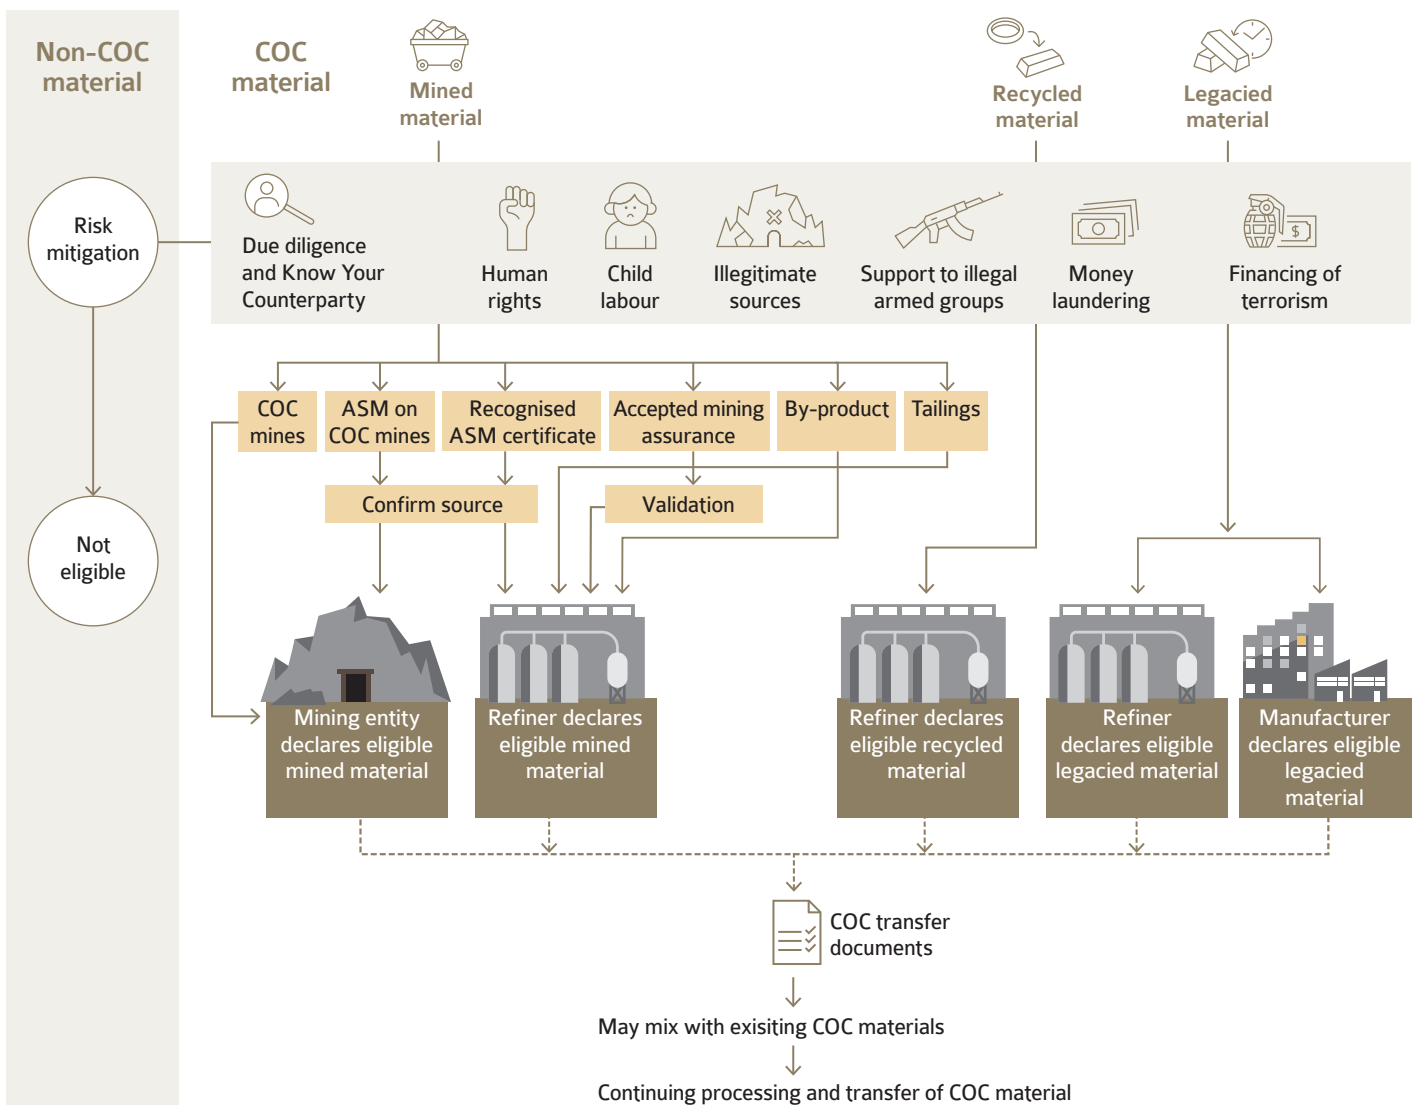 Non-COC
material
COC
material
Mined
material
Recycled
material
Legacied
material
Risk
mitigation
Due diligence
and Know Your
Counterparty
Human
rights
Child
labour
Illegitimate
sources
Support to illegal
armed groups
Money
laundering
$
Financing of
terrorism
COC
mines
ASM on
COC mines
Recognised
ASM certificate
Accepted mining
assurance
By-product
Tailings
Confirm source
Validation
Not
eligible
Mining entity
declares eligible
mined material
Refiner declares
eligible mined
material
Refiner declares
eligible recycled
material
Refiner
declares eligible
legacied material
Manufacturer
declares eligible
legacied
material
COC transfer
documents
May mix with exisiting COC materials
Continuing processing and transfer of COC material